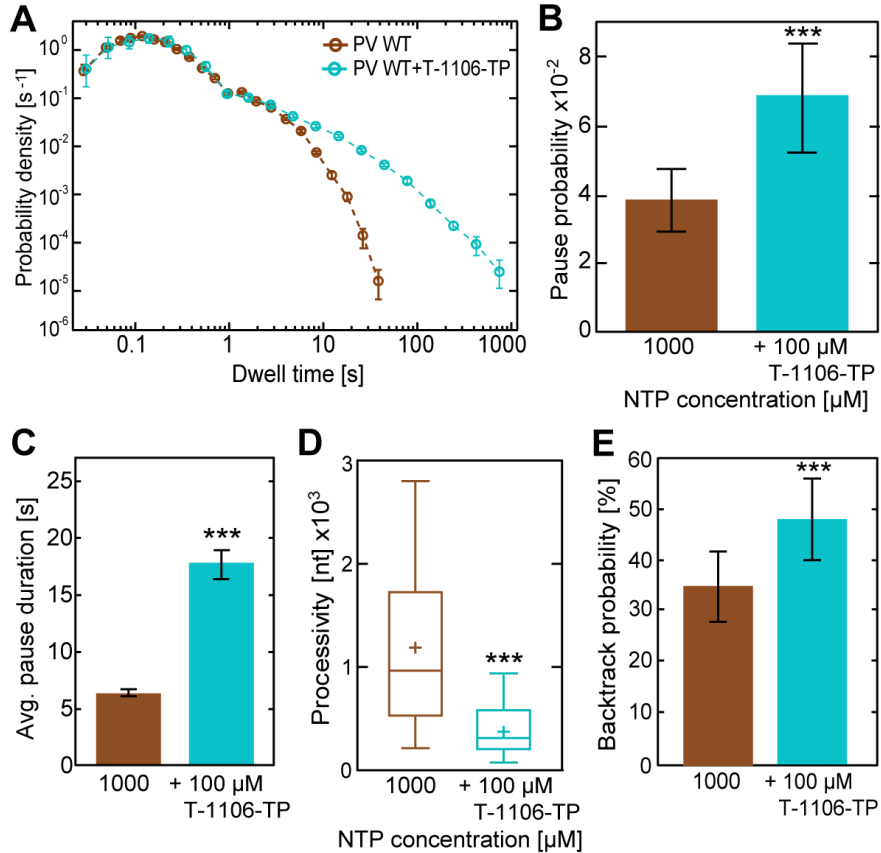 A
Probability density [s⁻¹]
10⁰
10⁻¹
10⁻²
10⁻³
10⁻⁴
10⁻⁵
10⁻⁶
PV WT
PV WT+T-1106-TP
0.1
1
10
100
1000
Dwell time [s]
B
Pause probability x10⁻²
8
6
4
2
0
***
1000
+ 100 µM
T-1106-TP
NTP concentration [µM]
C
Avg. pause duration [s]
25
20
15
10
5
0
***
1000
+ 100 µM
T-1106-TP
D
Processivity [nt] x10³
3
2
1
0
***
1000
+ 100 µM
T-1106-TP
NTP concentration [µM]
E
Backtrack probability [%]
60
50
40
30
20
10
0
***
1000
+ 100 µM
T-1106-TP